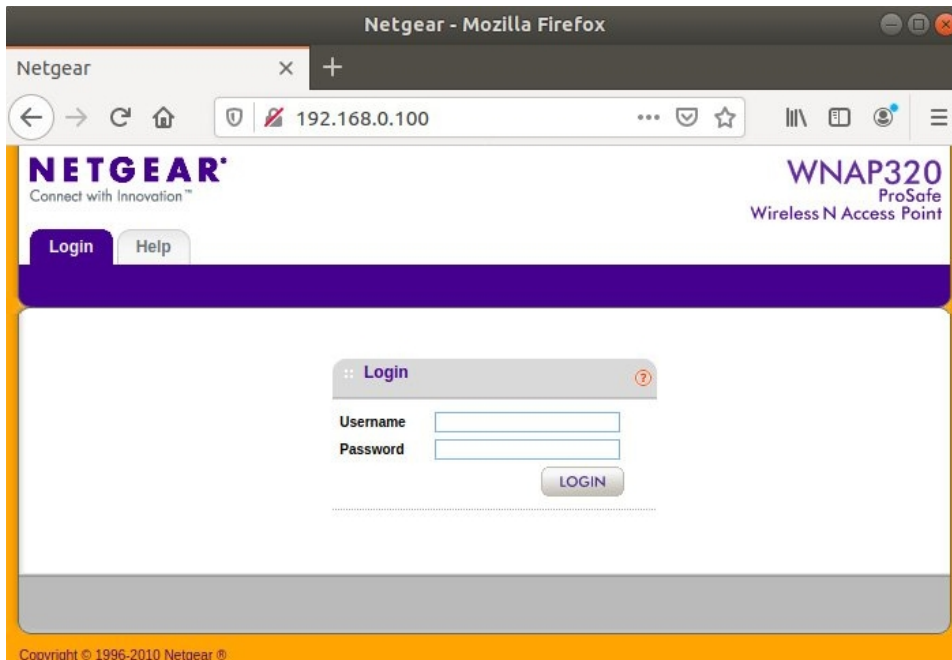 Netgear - Mozilla Firefox
Netgear
192.168.0.100
NETGEAR®
Connect with Innovation™
WNAP320
ProSafe
Wireless N Access Point
Login
Help
Login
?
Username
Password
LOGIN
Copyright © 1996-2010 Netgear ®